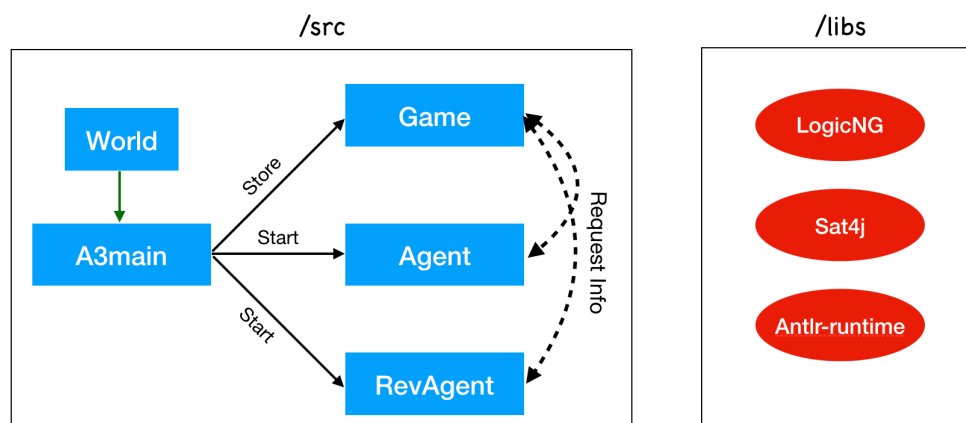 /src
/libs
World
A3main
Store
Start
Start
Game
Agent
RevAgent
Request Info
LogicNG
Sat4j
Antlr-runtime